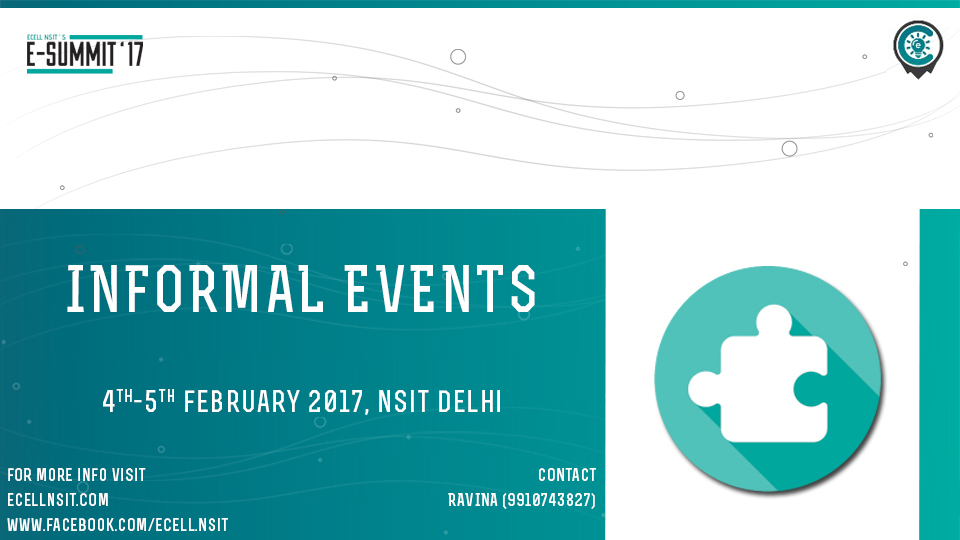 ECELL NSIT'S
E-SUMMIT '17
INFORMAL EVENTS
4TH-5TH FEBRUARY 2017, NSIT DELHI
FOR MORE INFO VISIT
ECELLNSIT.COM
WWW.FACEBOOK.COM/ECELL.NSIT
CONTACT
RAVINA (9910743827)